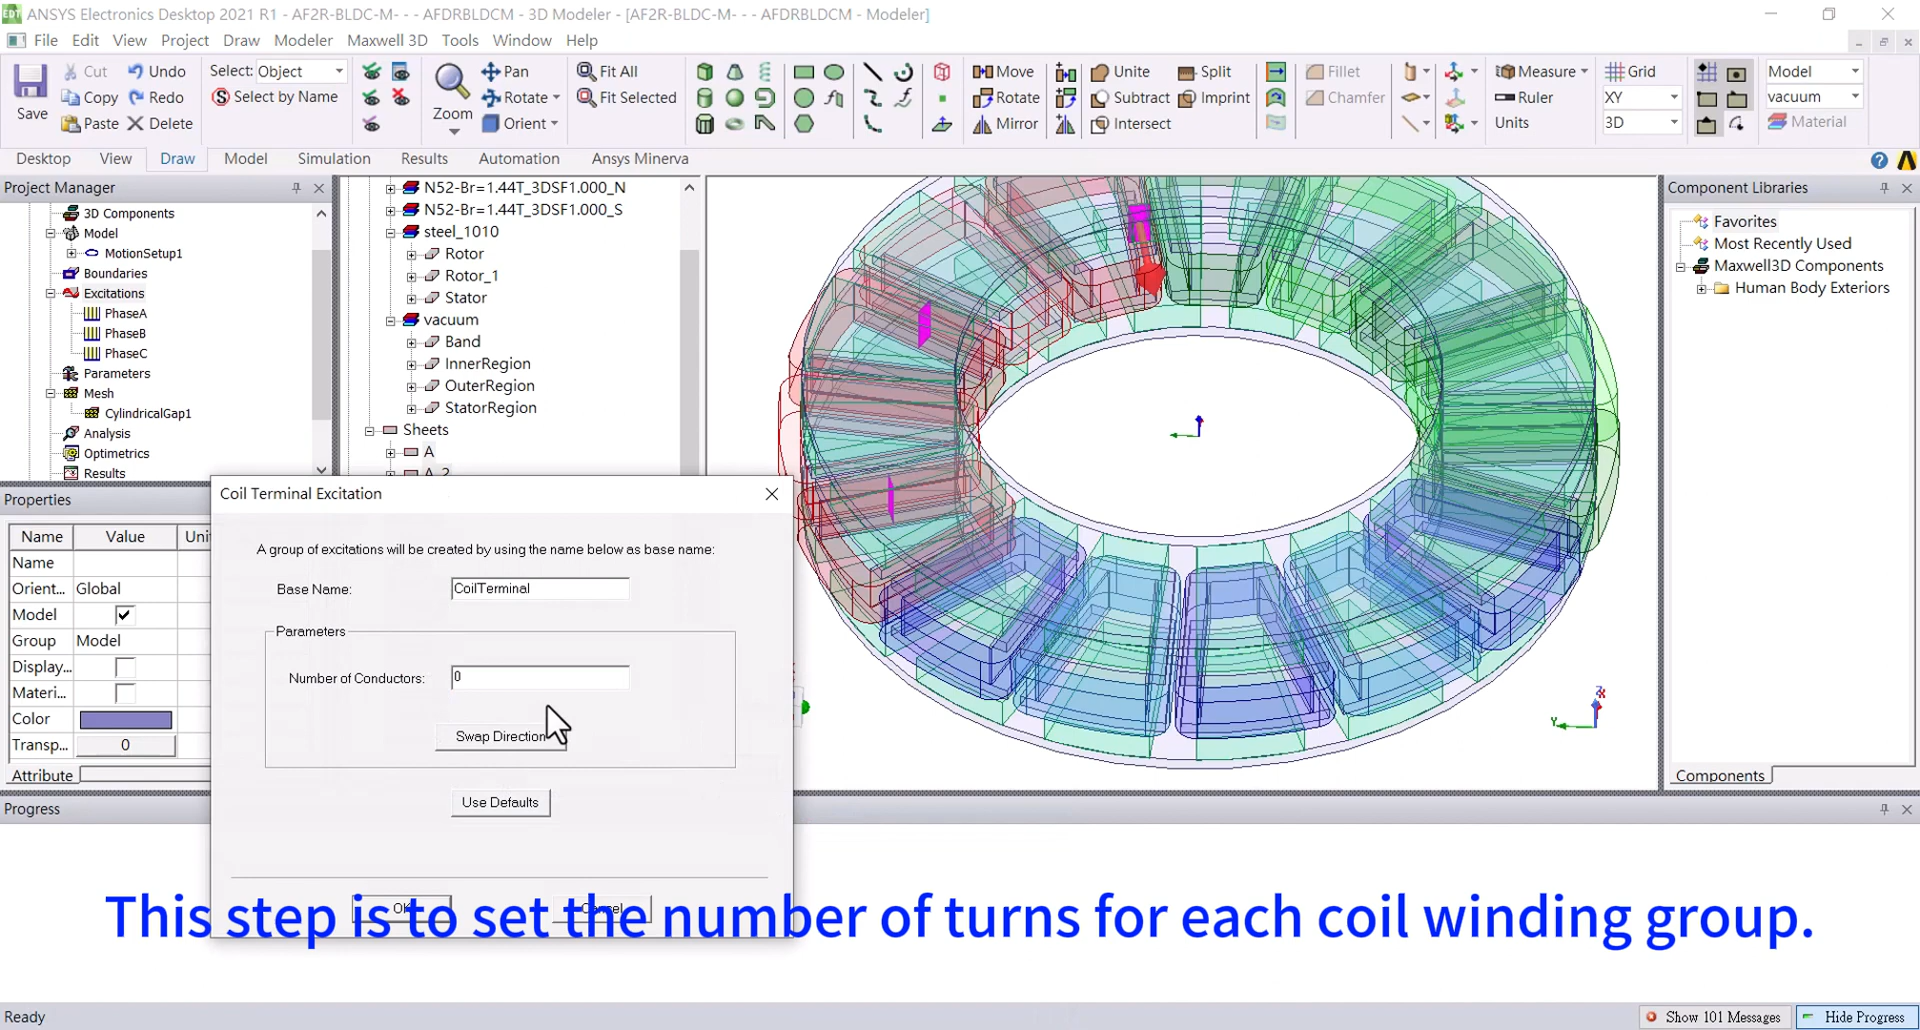 ANSYS Electronics Desktop 2021 R1 - AF2R-BLDC-M- - - AFDRBLDCM - 3D Modeler - [AF2R-BLDC-M- - - AFDRBLDCM - Modeler]
File Edit View Project Draw Modeler Maxwell 3D Tools Window Help
Save
Cut
Copy
Paste
Undo
Redo
Delete
Select: Object
Select by Name
Zoom
Pan
Rotate
Orient
Fit All
Fit Selected
Move
Rotate
Mirror
Unite
Subtract
Intersect
Split
Imprint
Fillet
Chamfer
Measure
Ruler
Units
Grid
XY
3D
Model
vacuum
Material
Desktop View Draw Model Simulation Results Automation Ansys Minerva
Project Manager
3D Components
Model
MotionSetup1
Boundaries
Excitations
PhaseA
PhaseB
PhaseC
Parameters
Mesh
CylindricalGap1
Analysis
Optimetrics
Results
N52-Br=1.44T_3DSF1.000_N
N52-Br=1.44T_3DSF1.000_S
steel_1010
Rotor
Rotor_1
Stator
vacuum
Band
InnerRegion
OuterRegion
StatorRegion
Sheets
A
A_2
Component Libraries
Favorites
Most Recently Used
Maxwell3D Components
Human Body Exteriors
Components
Properties
Name Value Unit
Name
Orient... Global
Model
Group Model
Display...
Materi...
Color
Transp... 0
Attribute
Coil Terminal Excitation
A group of excitations will be created by using the name below as base name:
Base Name: CoilTerminal
Parameters
Number of Conductors: 0
Swap Direction
Use Defaults
OK Cancel
Z
Y
Progress
This step is to set the number of turns for each coil winding group.
Ready
Show 101 Messages
Hide Progress